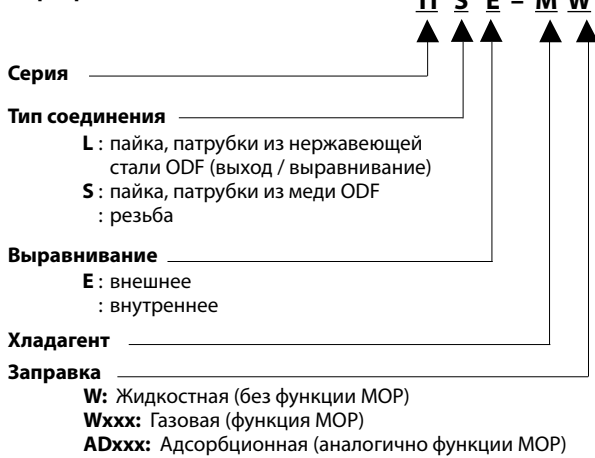 S E – M W
Серия
Тип соединения
L : пайка, патрубки из нержавеющей
стали ODF (выход / выравнивание)
S : пайка, патрубки из меди ODF
: резьба
Выравнивание
E : внешнее
: внутреннее
Хладагент
Заправка
W: Жидкостная (без функции MOP)
Wxxx: Газовая (функция MOP)
ADxxx: Адсорбционная (аналогично функции MOP)